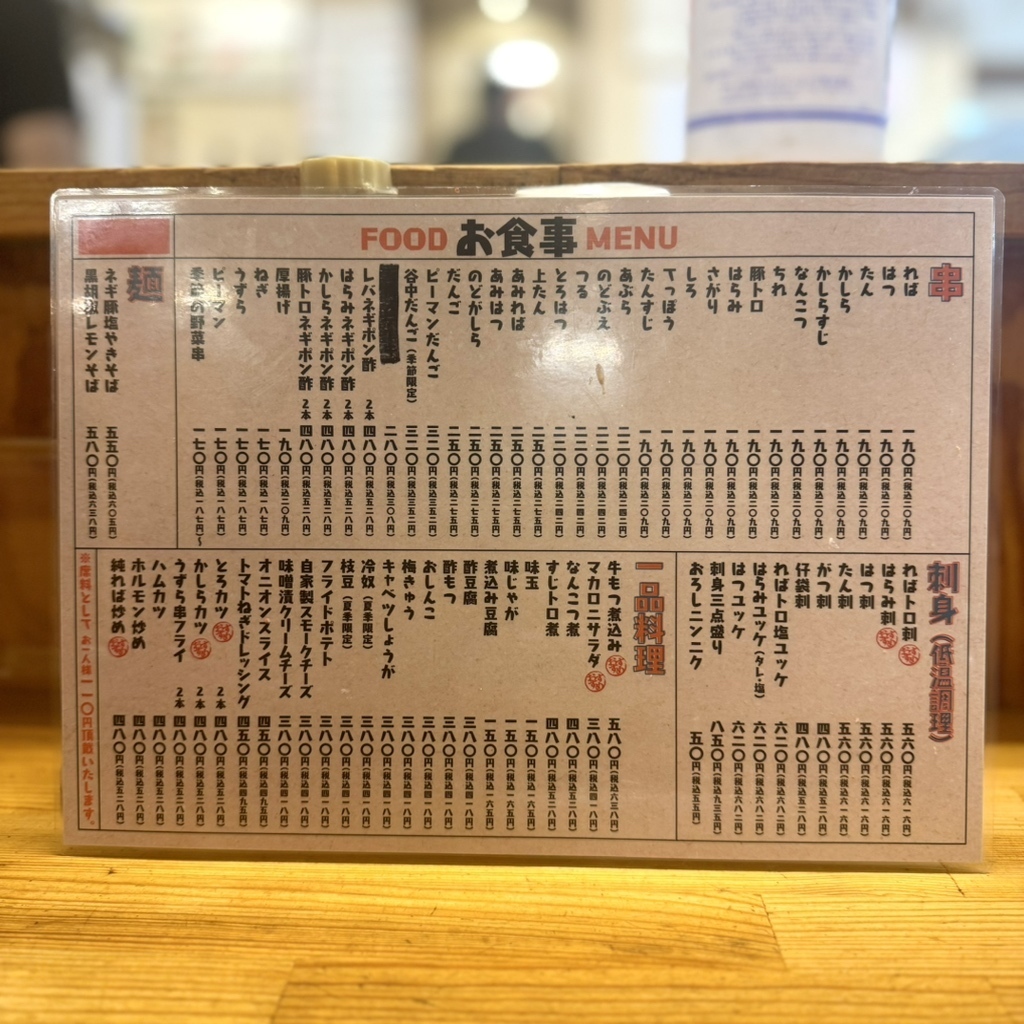 FOOD お食事 MENU
串
れば 一九〇円(税込二〇九円)
はつ 一九〇円(税込二〇九円)
たん 一九〇円(税込二〇九円)
かしら 一九〇円(税込二〇九円)
かしらすじ 一九〇円(税込二〇九円)
なんこつ 一九〇円(税込二〇九円)
ちれ 一九〇円(税込二〇九円)
豚トロ 一九〇円(税込二〇九円)
はらみ 一九〇円(税込二〇九円)
さがり 一九〇円(税込二〇九円)
しろ 一九〇円(税込二〇九円)
てっぽう 一九〇円(税込二〇九円)
たんすじ 一九〇円(税込二〇九円)
あぶら 二二〇円(税込二四二円)
のどぶえ 二二〇円(税込二四二円)
つる 二二〇円(税込二四二円)
とろはつ 二二〇円(税込二四二円)
上たん 二五〇円(税込二七五円)
あみれば 二五〇円(税込二七五円)
あみはつ 二五〇円(税込二七五円)
のどがしら 二五〇円(税込二七五円)
だんご 二五〇円(税込二七五円)
ピーマンだんご 三二〇円(税込三五二円)
谷中だんご(季節限定) 三二〇円(税込三五二円)
二八〇円(税込三〇八円)
レバネギポン酢 2本 四八〇円(税込五二八円)
はらみネギポン酢 2本 四八〇円(税込五二八円)
かしらネギポン酢 2本 四八〇円(税込五二八円)
豚トロネギポン酢 2本 四八〇円(税込五二八円)
厚揚げ 一九〇円(税込二〇九円)
ねぎ 一七〇円(税込一八七円)
うずら 一七〇円(税込一八七円)
ピーマン 一七〇円(税込一八七円)
季節の野菜串 一七〇円(税込一八七円)〜
麺
ネギ豚塩やきそば 五五〇円(税込六〇五円)
黒胡椒レモンそば 五八〇円(税込六三八円)
刺身(低温調理)
ればトロ刺 五六〇円(税込六一六円)
はらみ刺 五六〇円(税込六一六円)
はつ刺 五六〇円(税込六一六円)
たん刺 五六〇円(税込六一六円)
がつ刺 四八〇円(税込五二八円)
仔袋刺 四八〇円(税込五二八円)
ればトロ塩ユッケ 六二〇円(税込六八二円)
はらみユッケ(タレ・塩) 六二〇円(税込六八二円)
はつユッケ 六二〇円(税込六八二円)
刺身三点盛り 八五〇円(税込九三五円)
おろしニンニク 五〇円
一品料理
牛もつ煮込み 五八〇円(税込六三八円)
マカロニサラダ 三八〇円(税込四一八円)
なんこつ煮 四八〇円(税込五二八円)
すじトロ煮 四八〇円(税込五二八円)
味玉 一五〇円(税込一六五円)
味じゃが 一五〇円(税込一六五円)
煮込み豆腐 一五〇円(税込一六五円)
酢豆腐 三八〇円(税込四一八円)
酢もつ 三八〇円(税込四一八円)
おしんこ 三八〇円(税込四一八円)
梅きゅう 三八〇円(税込四一八円)
キャベツしょうが 三八〇円(税込四一八円)
冷奴(夏季限定) 三八〇円(税込四一八円)
枝豆(夏季限定) 三八〇円(税込四一八円)
フライドポテト 三八〇円(税込四一八円)
自家製スモークチーズ 三八〇円(税込四一八円)
味噌漬クリームチーズ 三八〇円(税込四一八円)
オニオンスライス 四五〇円(税込四九五円)
トマトねぎドレッシング 四五〇円(税込四九五円)
とろカツ 2本 四八〇円(税込五二八円)
かしらカツ 2本 四八〇円(税込五二八円)
うずら串フライ 2本 四八〇円(税込五二八円)
ハムカツ 四八〇円(税込五二八円)
ホルモン炒め 四八〇円(税込五二八円)
純れば炒め 四八〇円(税込五二八円)
※席料として、お一人様一一〇円頂戴いたします。